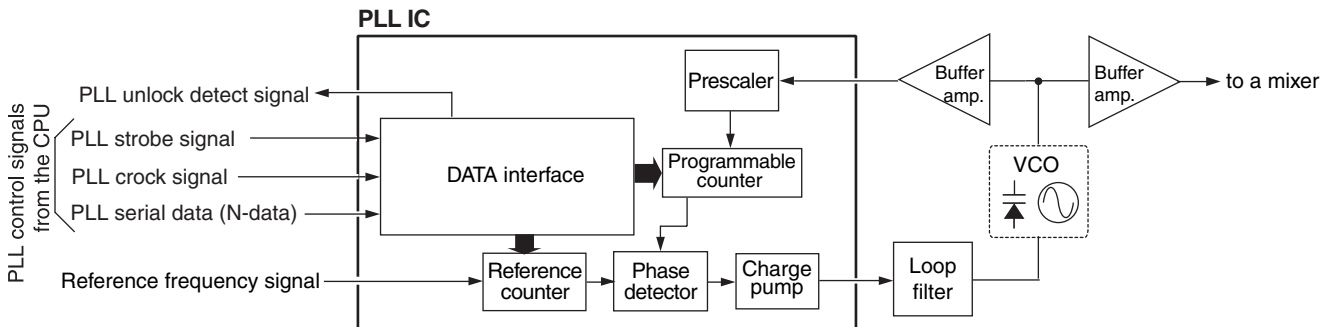 PLL IC
PLL unlock detect signal
PLL control signals
from the CPU
PLL strobe signal
PLL crock signal
PLL serial data (N-data)
Reference frequency signal
DATA interface
Prescaler
Programmable
counter
Reference
counter
Phase
detector
Charge
pump
Loop
filter
VCO
Buffer
amp.
Buffer
amp.
to a mixer